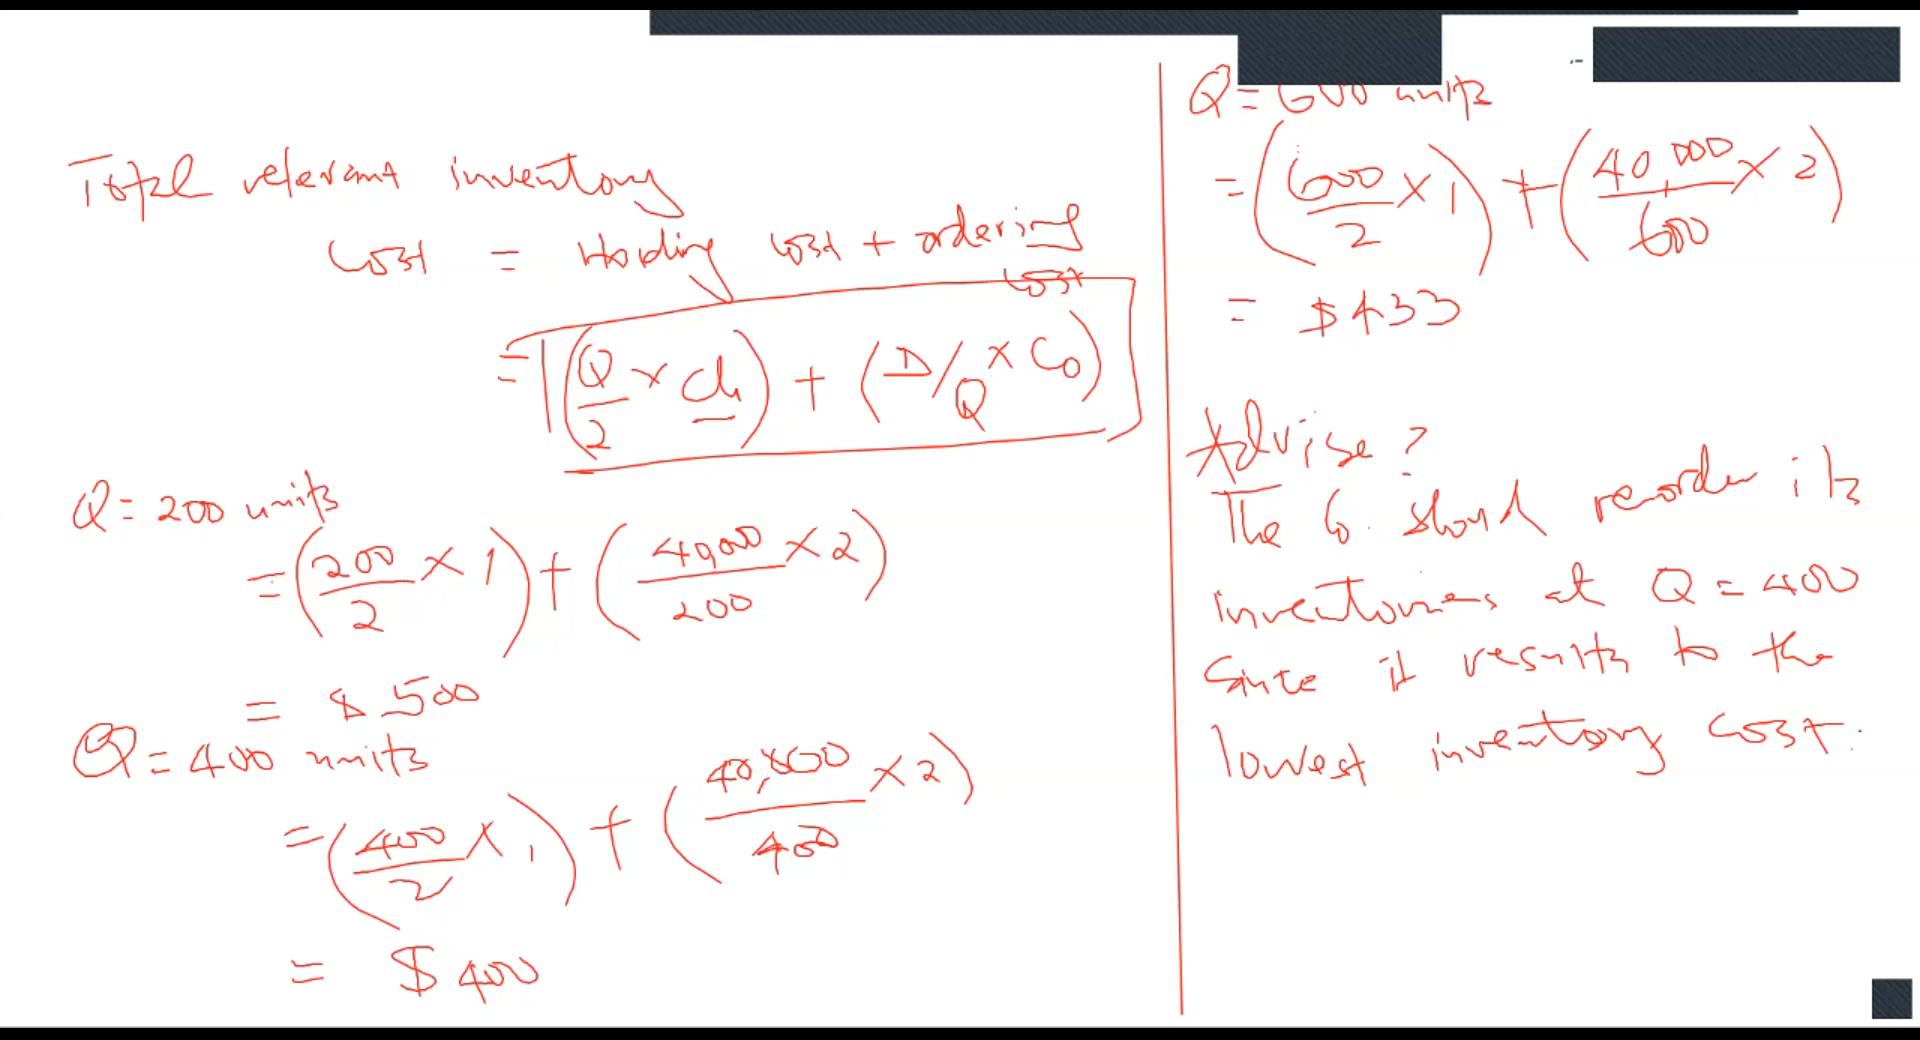 Total relevant inventory
Cost = Holding cost + ordering cost
= (Q/2 × Ch) + (D/Q × Co)
Q = 200 units
= (200/2 × 1) + (40,000/200 × 2)
= $500
Q = 400 units
= (400/2 × 1) + (40,000/400 × 2)
= $400
Q = 600 units
= (600/2 × 1) + (40,000/600 × 2)
= $433
Advise?
The Co. should reorder its
inventories at Q = 400
Since it results to the
lowest inventory cost.